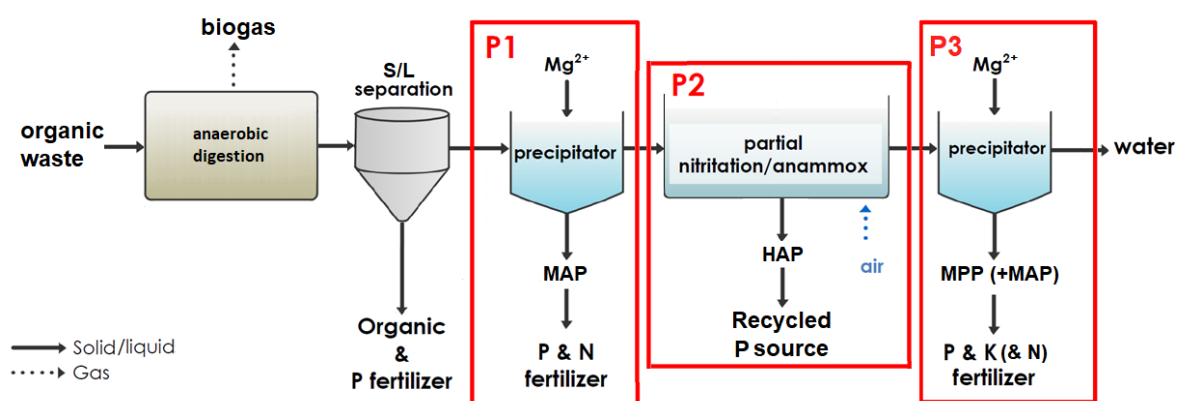 biogas
organic
waste
anaerobic
digestion
S/L
separation
Organic
&
P fertilizer
P1
Mg²⁺
precipitator
MAP
P & N
fertilizer
P2
partial
nitritation/anammox
HAP
air
Recycled
P source
P3
Mg²⁺
precipitator
water
MPP (+MAP)
P & K (& N)
fertilizer
Solid/liquid
Gas